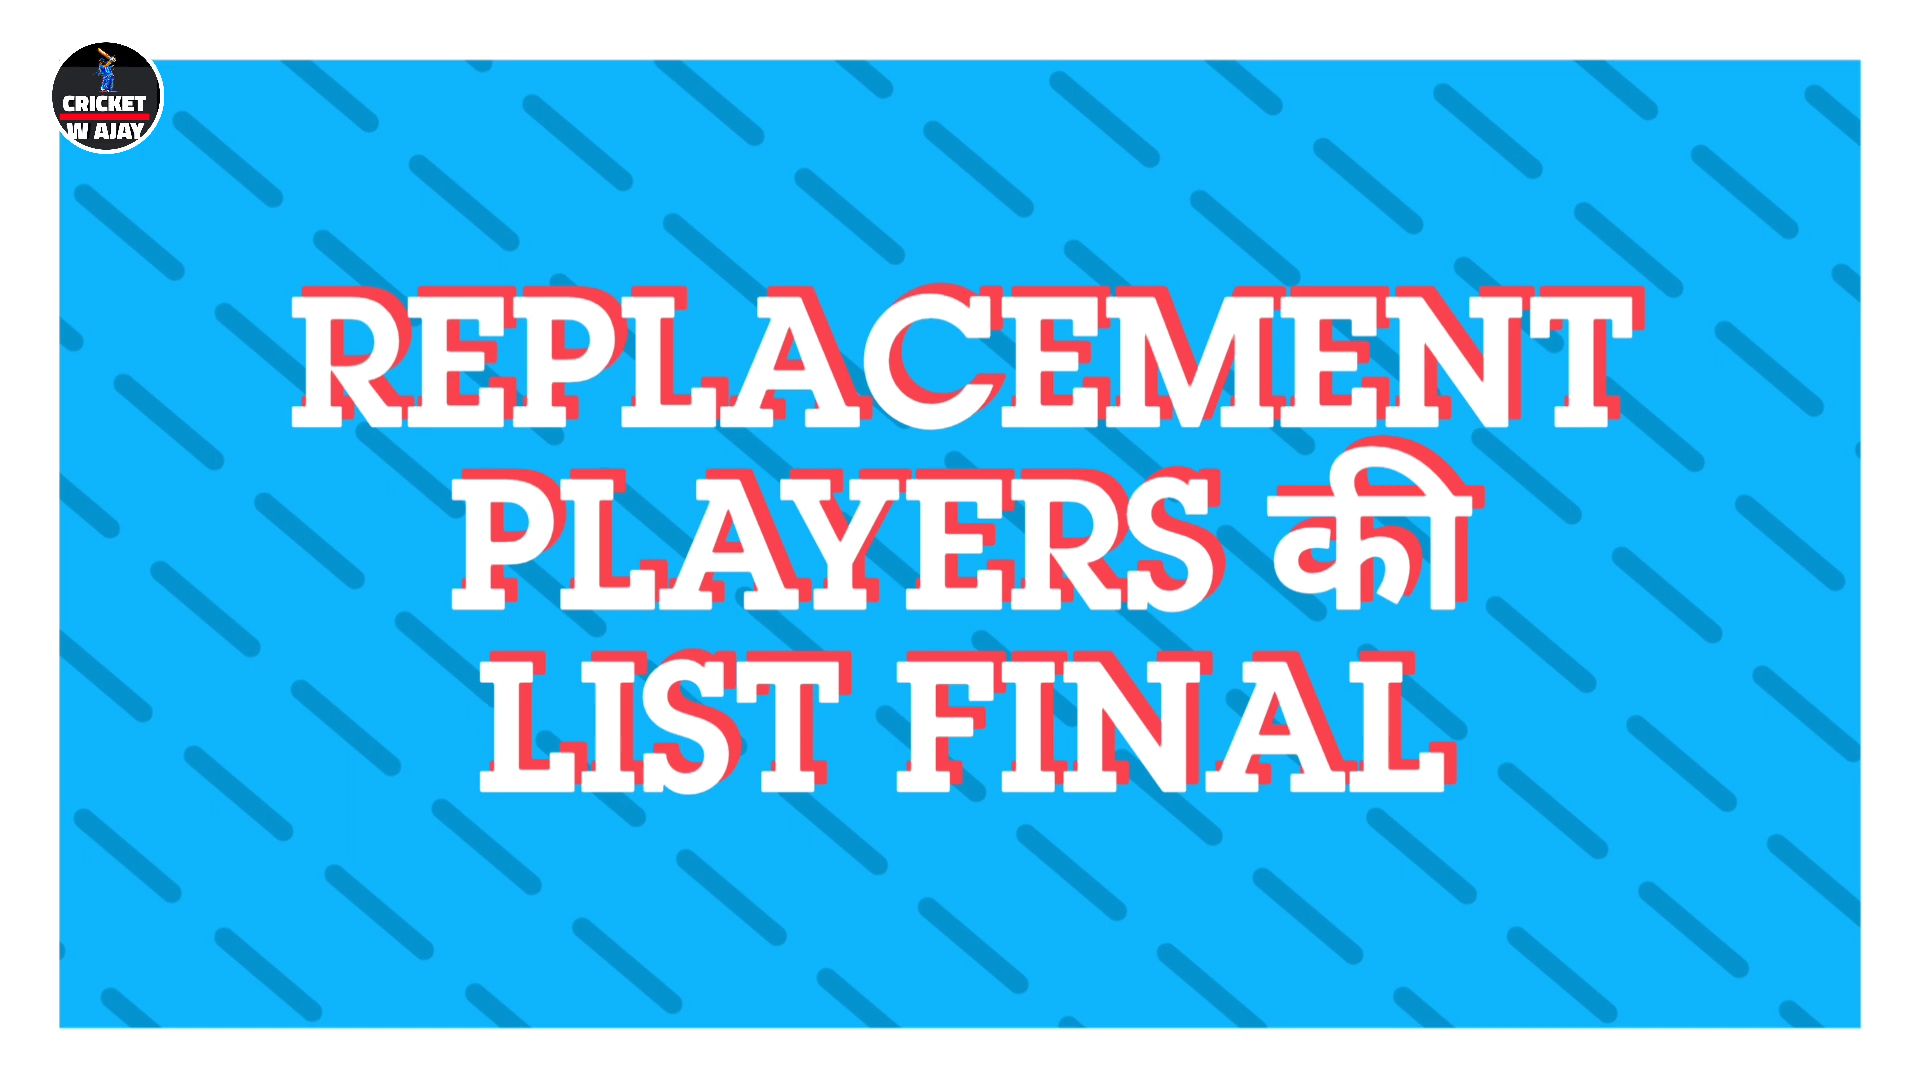 CRICKET
W AJAY
REPLACEMENT
PLAYERS की
LIST FINAL